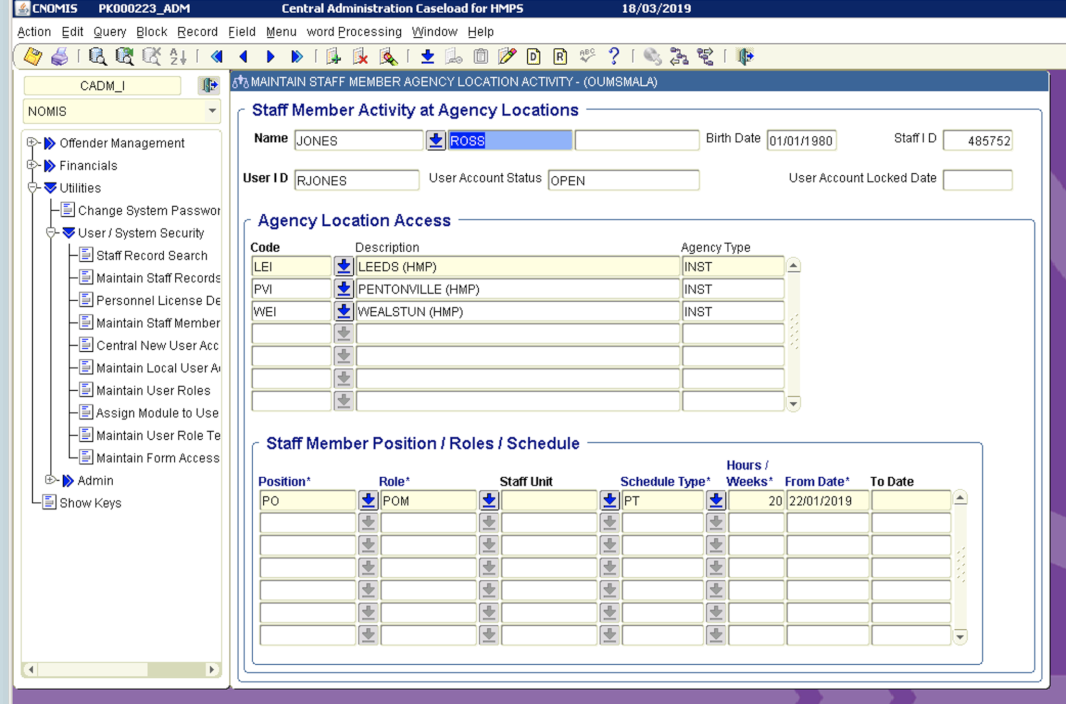 CNOMIS PK000223_ADM Central Administration Caseload for HMPS 18/03/2019
Action Edit Query Block Record Field Menu word Processing Window Help
CADM_I
NOMIS
Offender Management
Financials
Utilities
Change System Passwor
User / System Security
Staff Record Search
Maintain Staff Records
Personnel License De
Maintain Staff Member
Central New User Acc
Maintain Local User A
Maintain User Roles
Assign Module to Use
Maintain User Role Te
Maintain Form Access
Admin
Show Keys
MAINTAIN STAFF MEMBER AGENCY LOCATION ACTIVITY - (OUMSMALA)
Staff Member Activity at Agency Locations
Name JONES ROSS Birth Date 01/01/1980 Staff ID 485752
User ID RJONES User Account Status OPEN User Account Locked Date
Agency Location Access
Code Description Agency Type
LEI LEEDS (HMP) INST
PVI PENTONVILLE (HMP) INST
WEI WEALSTUN (HMP) INST
Staff Member Position / Roles / Schedule
Hours /
Position* Role* Staff Unit Schedule Type* Weeks* From Date* To Date
PO POM PT 20 22/01/2019